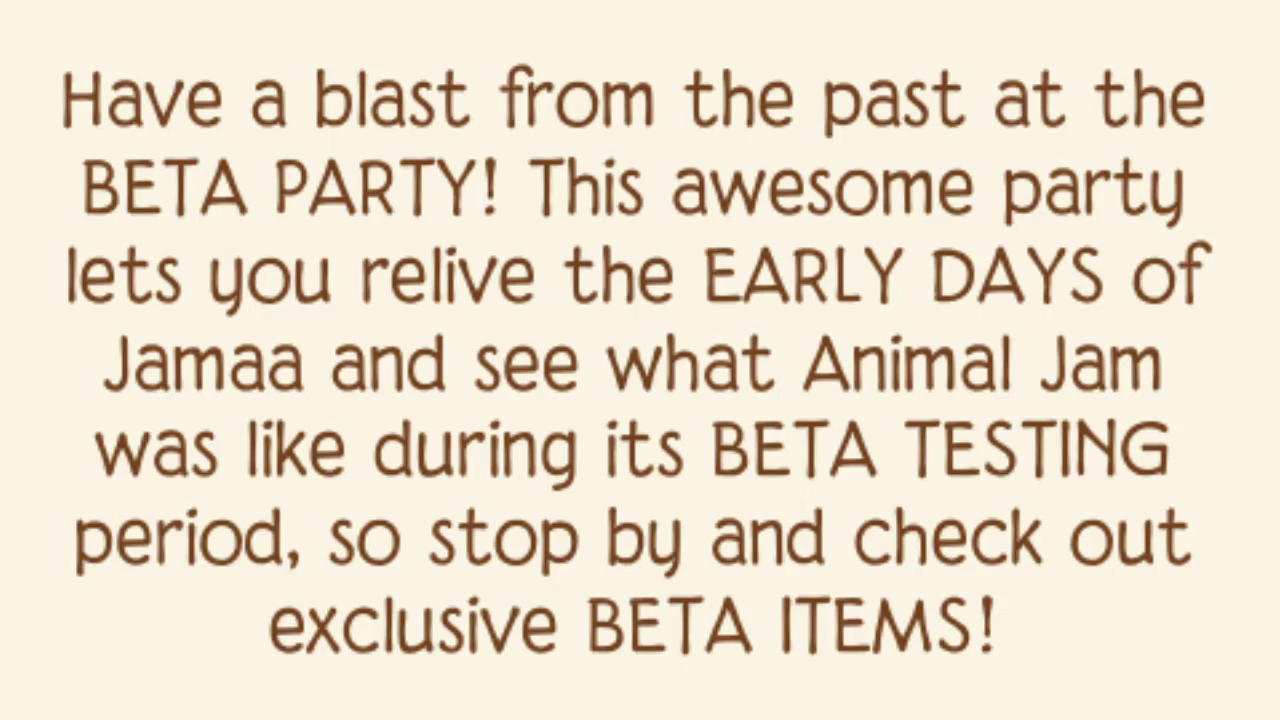 Have a blast from the past at the
BETA PARTY! This awesome party
lets you relive the EARLY DAYS of
Jamaa and see what Animal Jam
was like during its BETA TESTING
period, so stop by and check out
exclusive BETA ITEMS!